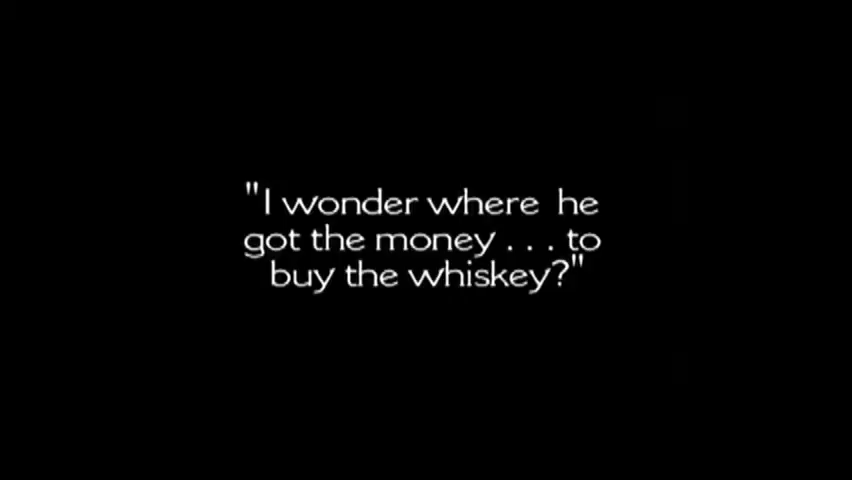 "I wonder where he
got the money . . . to
buy the whiskey?"